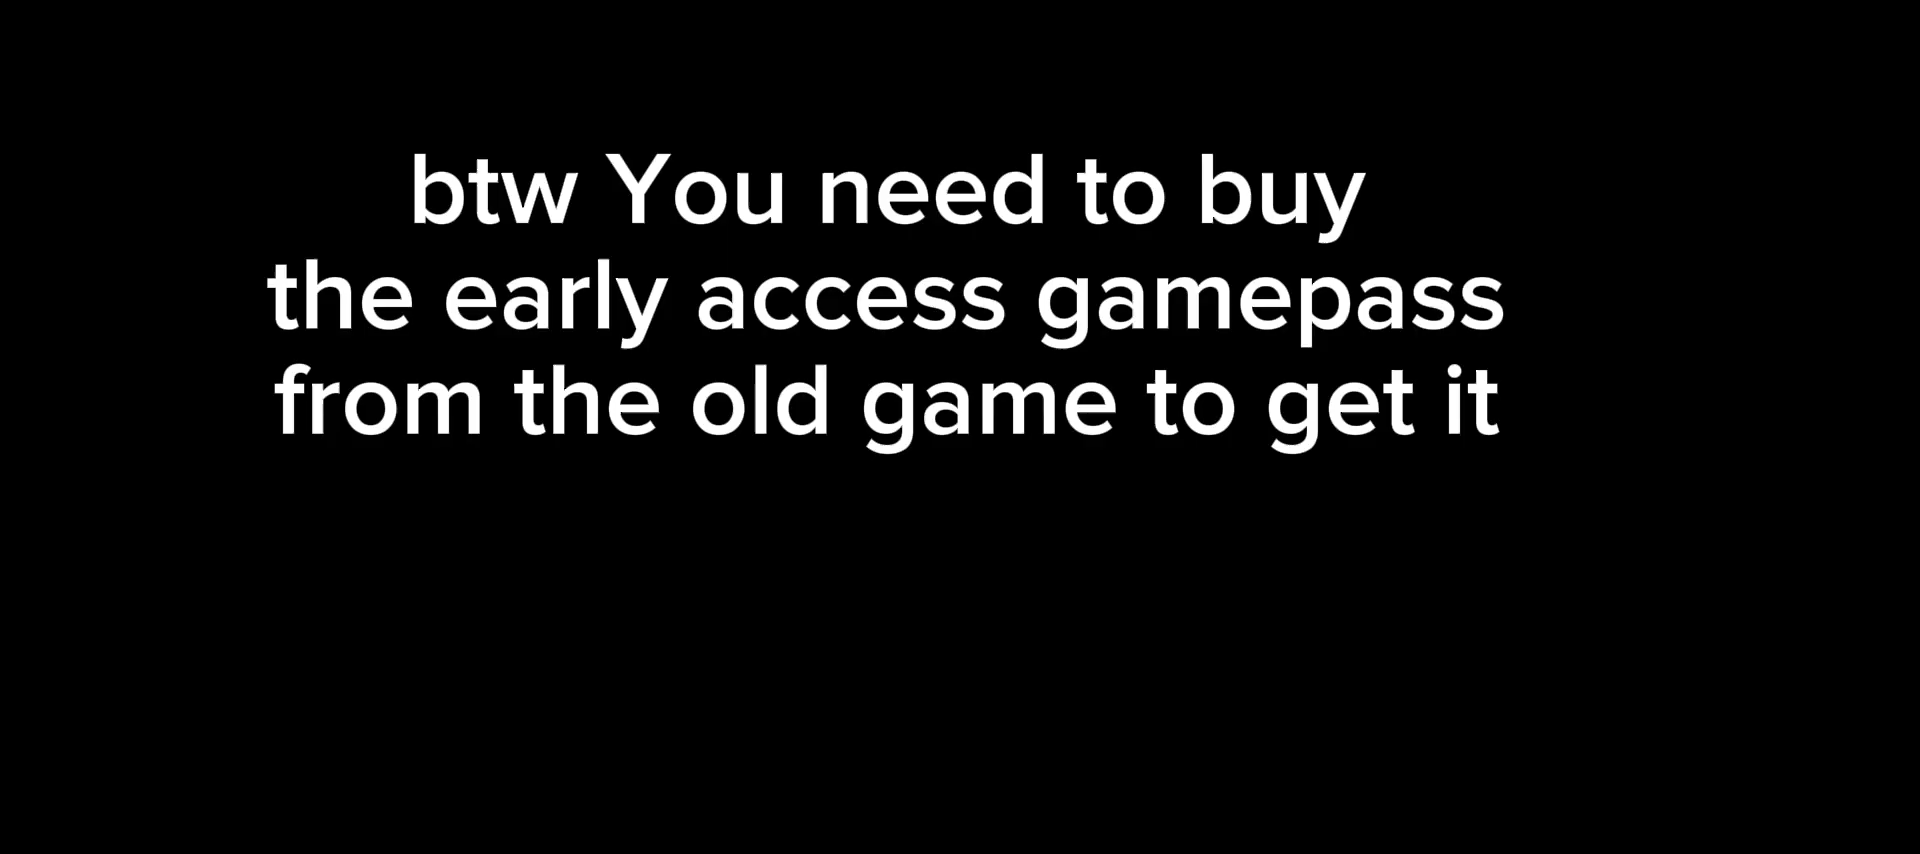 btw You need to buy
the early access gamepass
from the old game to get it